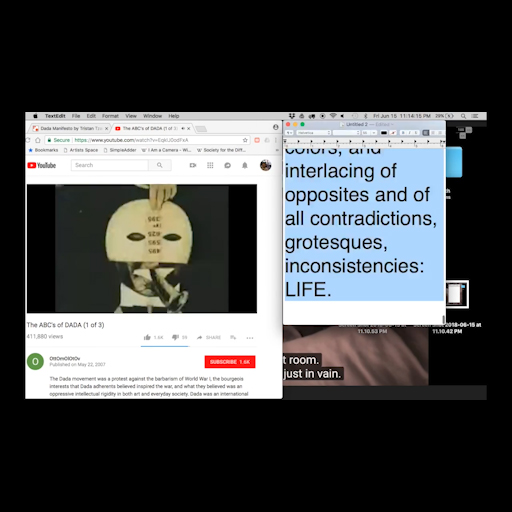 TextEdit File Edit Format View Window Help
Fri Jun 15 11:14:15 PM 39%
Dada Manifesto by Tristan Tza
The ABC's of DADA (1 of 3)
Secure https://www.youtube.com/watch?v=
Bookmarks Artists Space SimpleAdder I Am a Camera – Wi... Society for the Diff...
YouTube
Search
Untitled 2
colors, and
interlacing of
opposites and of
all contradictions,
grotesques,
inconsistencies:
LIFE.
The ABC's of DADA (1 of 3)
411,880 views
1.6K
SHARE
OttOmOlOtOv
Published on May 22, 2007
SUBSCRIBE 1.6K
The Dada movement was a protest against the barbarism of World War I, the bourgeois
interests that Dada adherents believed inspired the war, and what they believed was an
oppressive intellectual rigidity in both art and everyday society. Dada was an international
11.10.53 PM
2018-06-15 at
11.10.42 PM
t room.
just in vain.